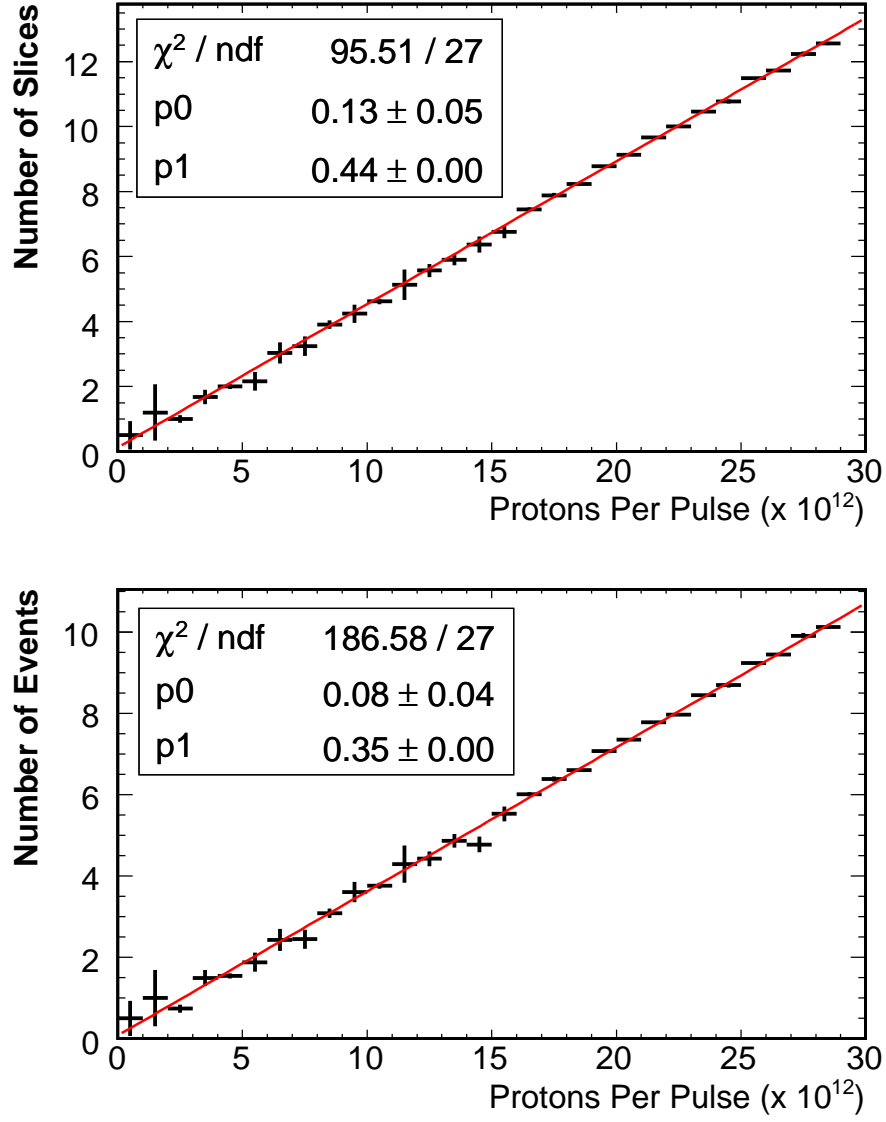 Number of Slices
χ² / ndf 95.51 / 27
p0 0.13 ± 0.05
p1 0.44 ± 0.00
12
10
8
6
4
2
0
0 5 10 15 20 25 30
Protons Per Pulse (x 10¹²)
Number of Events
χ² / ndf 186.58 / 27
p0 0.08 ± 0.04
p1 0.35 ± 0.00
10
8
6
4
2
0
0 5 10 15 20 25 30
Protons Per Pulse (x 10¹²)